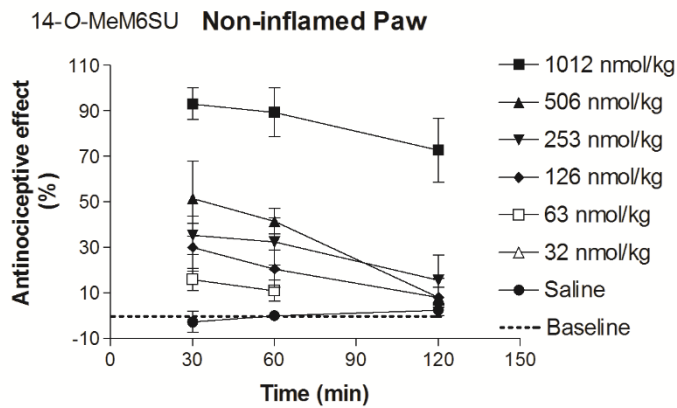 14-O-MeM6SU Non-inflamed Paw
110
90
70
50
30
10
-10
Antinociceptive effect
(%)
0 30 60 90 120 150
Time (min)
1012 nmol/kg
506 nmol/kg
253 nmol/kg
126 nmol/kg
63 nmol/kg
32 nmol/kg
Saline
Baseline